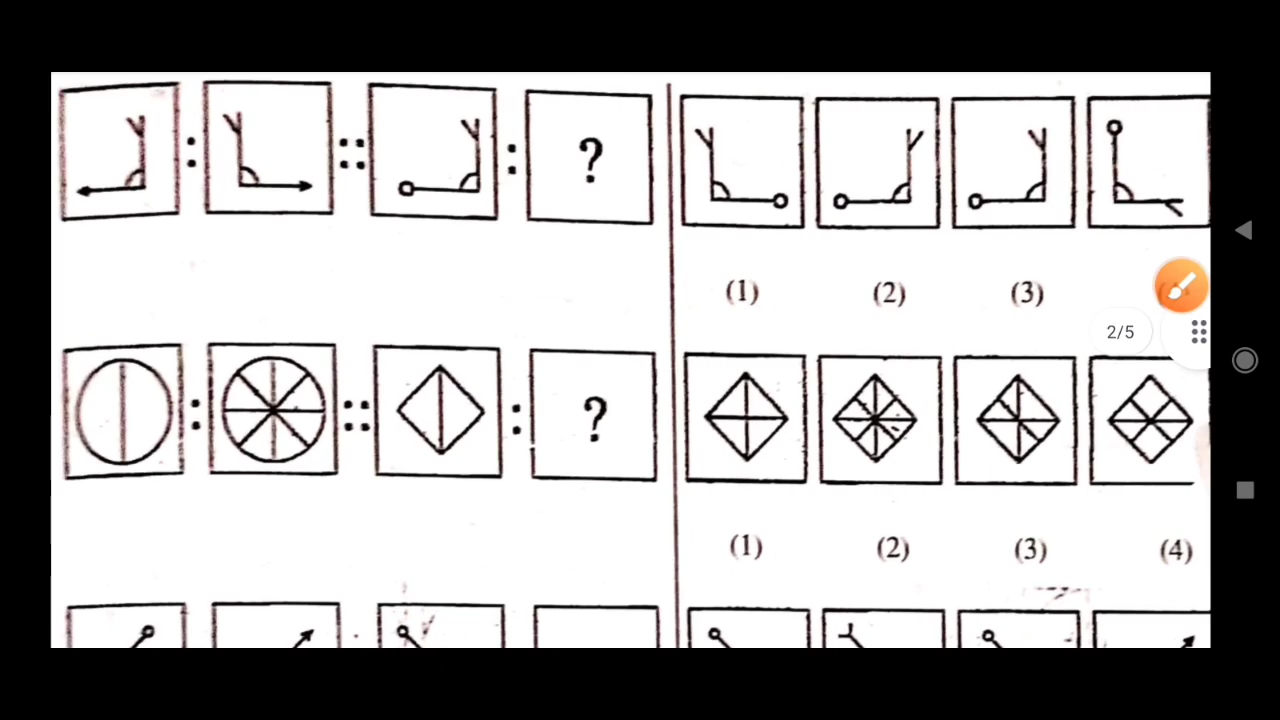 : :: : ?
(1) (2) (3)
2/5
: :: : ?
(1) (2) (3) (4)